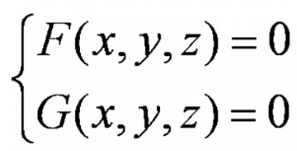 F(x, y, z) = 0
G(x, y, z) = 0